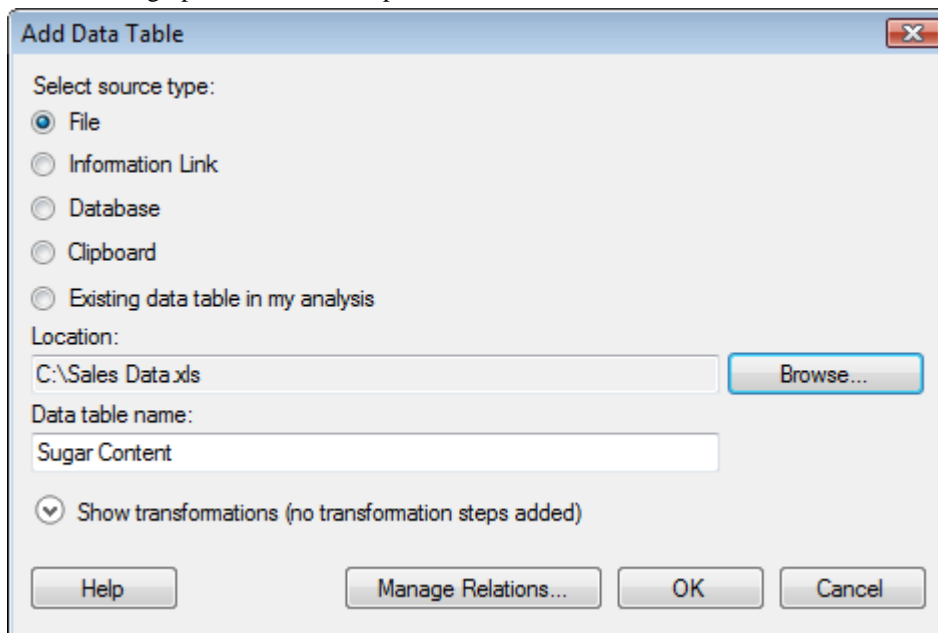 Add Data Table
Select source type:
File
Information Link
Database
Clipboard
Existing data table in my analysis
Location:
C:\Sales Data.xls Browse...
Data table name:
Sugar Content
Show transformations (no transformation steps added)
Help Manage Relations... OK Cancel